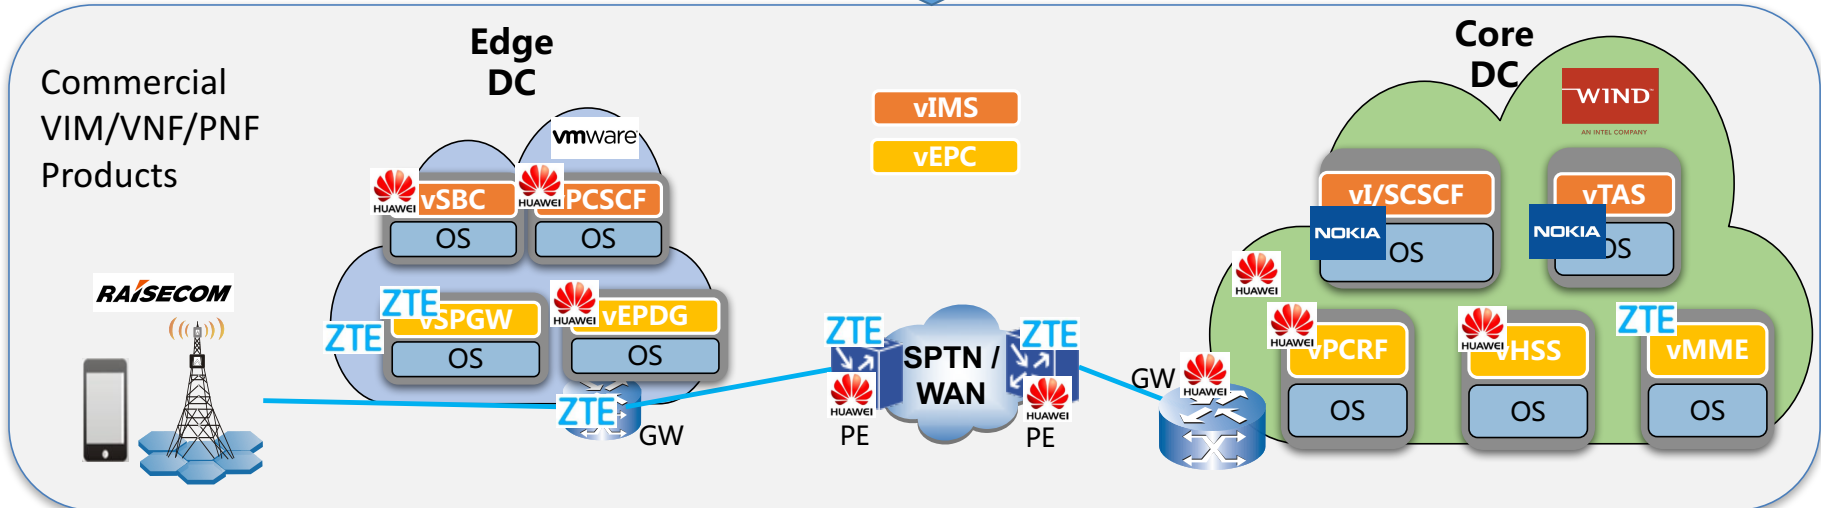 Edge
DC
Core
DC
Commercial
VIM/VNF/PNF
Products
vIMS
vEPC
vmware
WIND
AN INTEL COMPANY
HUAWEI
vSBC
OS
HUAWEI
PCSCF
OS
ZTE
ZTE
vSPGW
OS
HUAWEI
vEPDG
OS
RAISECOM
ZTE
GW
ZTE
HUAWEI
PE
SPTN /
WAN
ZTE
HUAWEI
PE
GW
HUAWEI
HUAWEI
vI/SCSCF
NOKIA
OS
vTAS
NOKIA
OS
HUAWEI
vPCRF
OS
HUAWEI
vHSS
OS
ZTE
vMME
OS